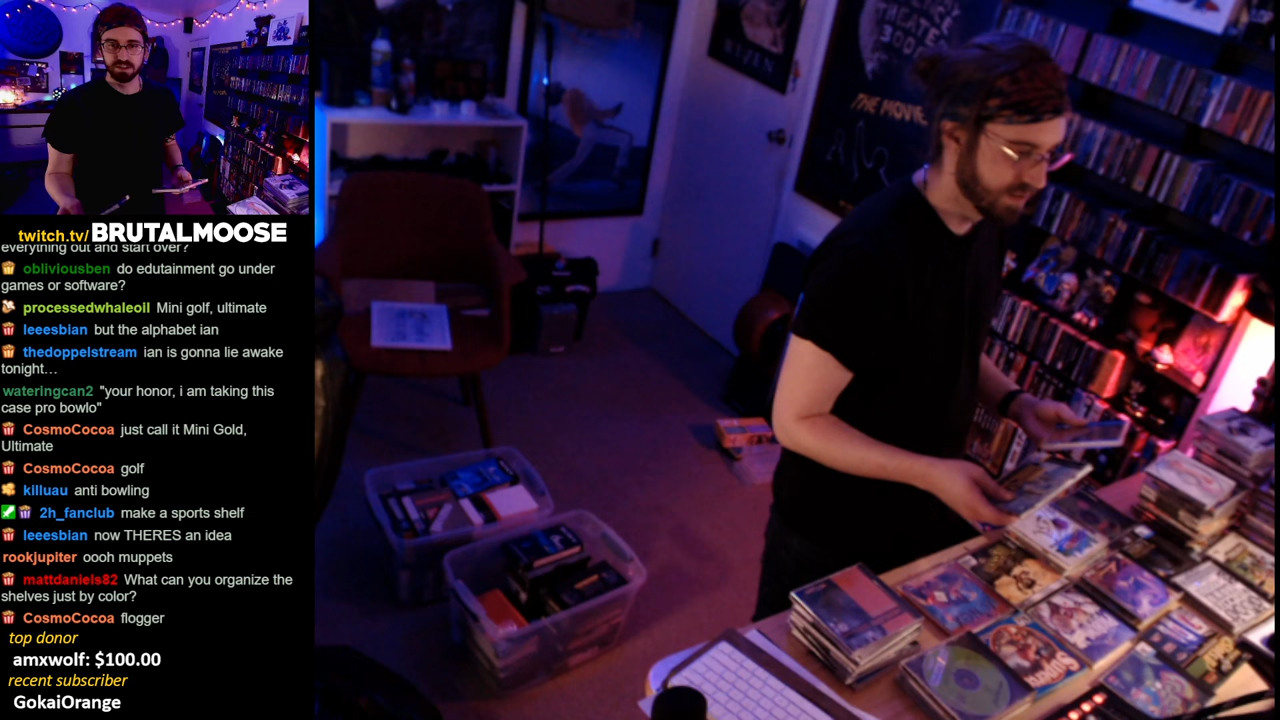 twitch.tv/BRUTALMOOSE
everything out and start over?
obliviousben do edutainment go under
games or software?
processedwhaleoil Mini golf, ultimate
leeesbian but the alphabet ian
thedoppelstream ian is gonna lie awake
tonight…
wateringcan2 "your honor, i am taking this
case pro bowlo"
CosmoCocoa just call it Mini Gold,
Ultimate
CosmoCocoa golf
killuau anti bowling
2h_fanclub make a sports shelf
leeesbian now THERES an idea
rookjupiter oooh muppets
mattdaniels82 What can you organize the
shelves just by color?
CosmoCocoa flogger
top donor
amxwolf: $100.00
recent subscriber
GokaiOrange
THEATER
3000
THE MOVIE